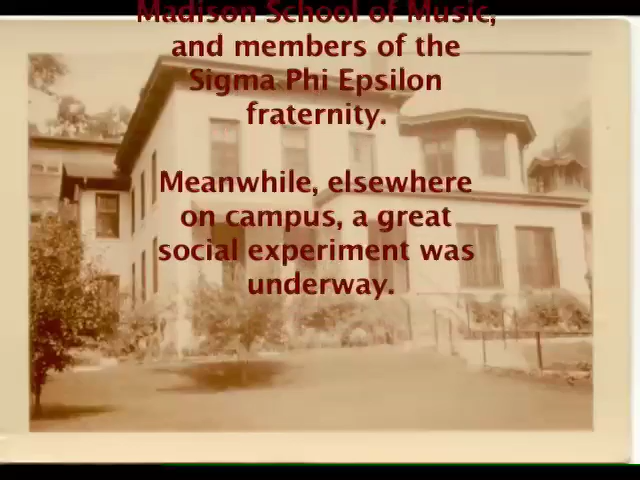 Madison School of Music,
and members of the
Sigma Phi Epsilon
fraternity.
Meanwhile, elsewhere
on campus, a great
social experiment was
underway.